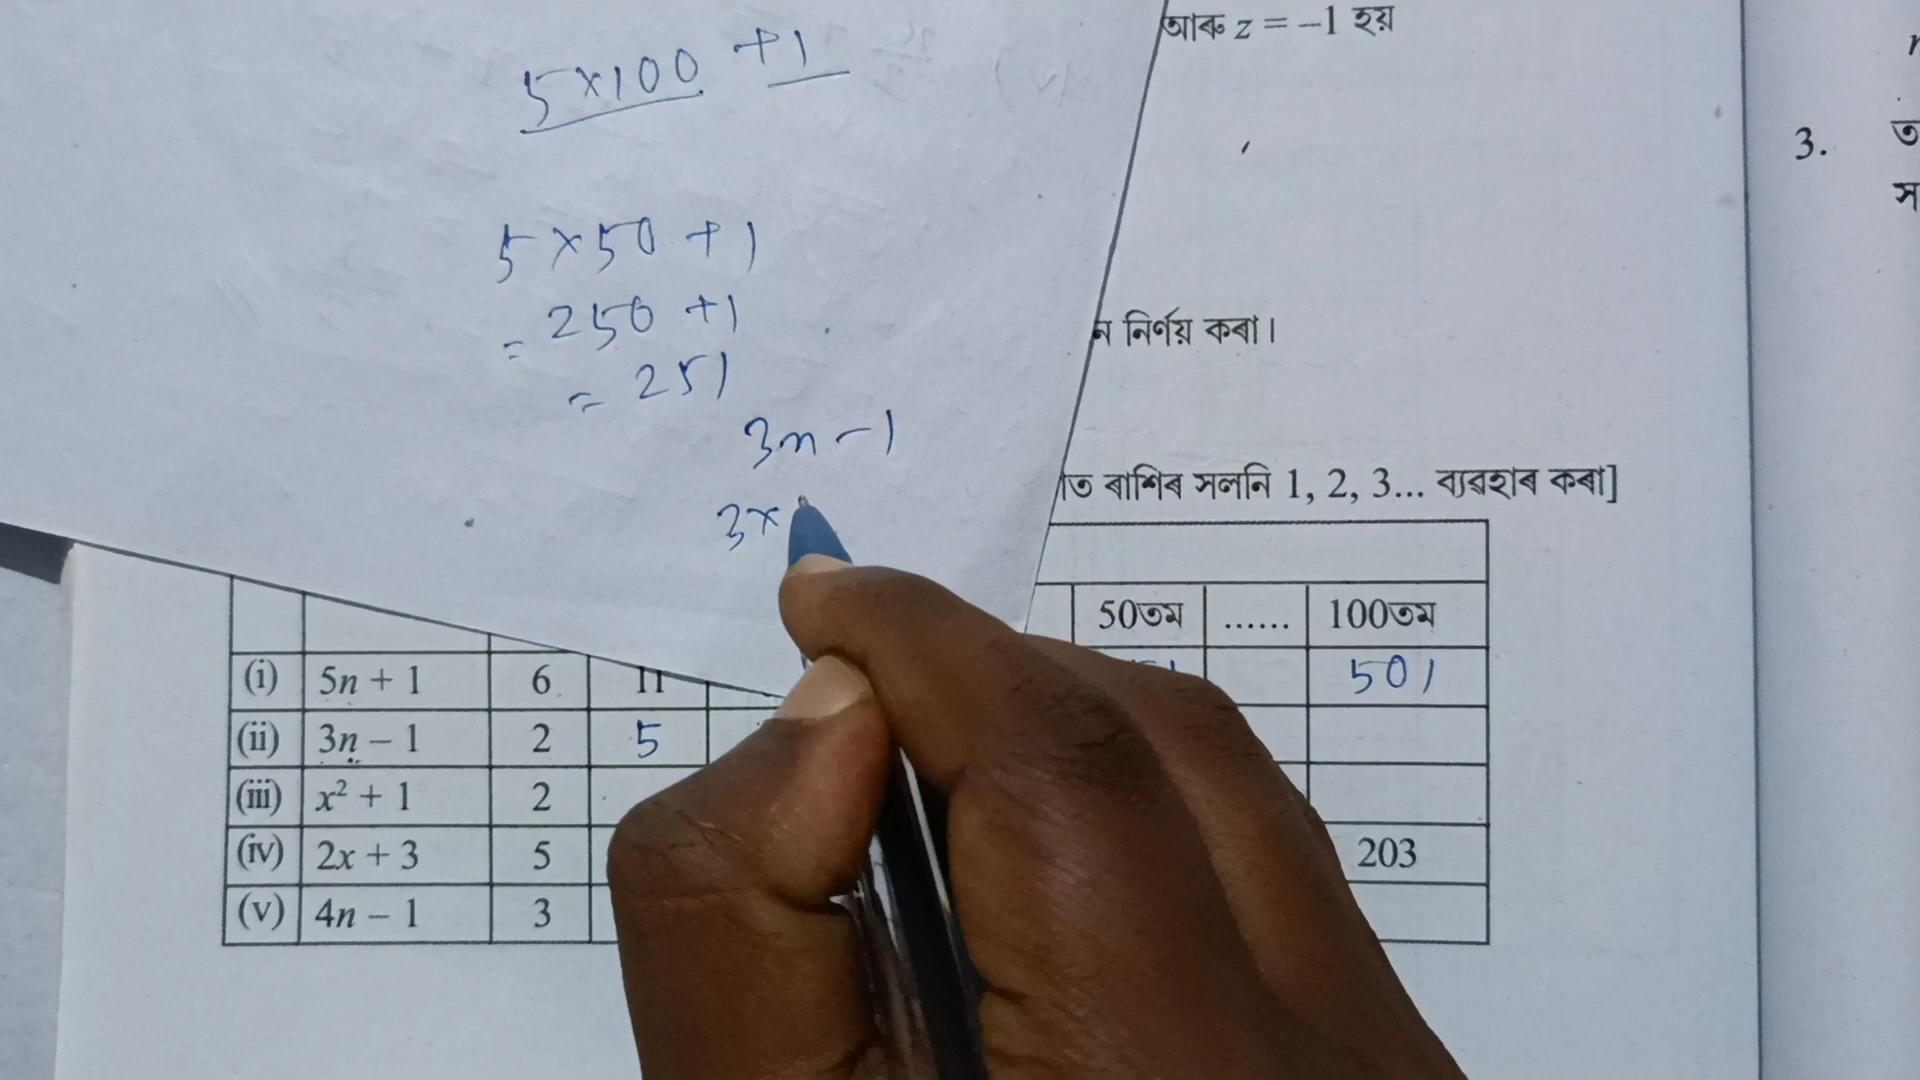 আৰু z = −1 হয়
5×100 +1
3.
5×50 +1
= 250 +1
নিৰ্ণয় কৰা।
= 251
3n −1
ৰাশিৰ সলনি 1, 2, 3... ব্যৱহাৰ কৰা]
3×
50তম ...... 100তম
(i) 5n + 1 6 11 501
(ii) 3n − 1 2 5
(iii) x² + 1 2
(iv) 2x + 3 5 203
(v) 4n − 1 3